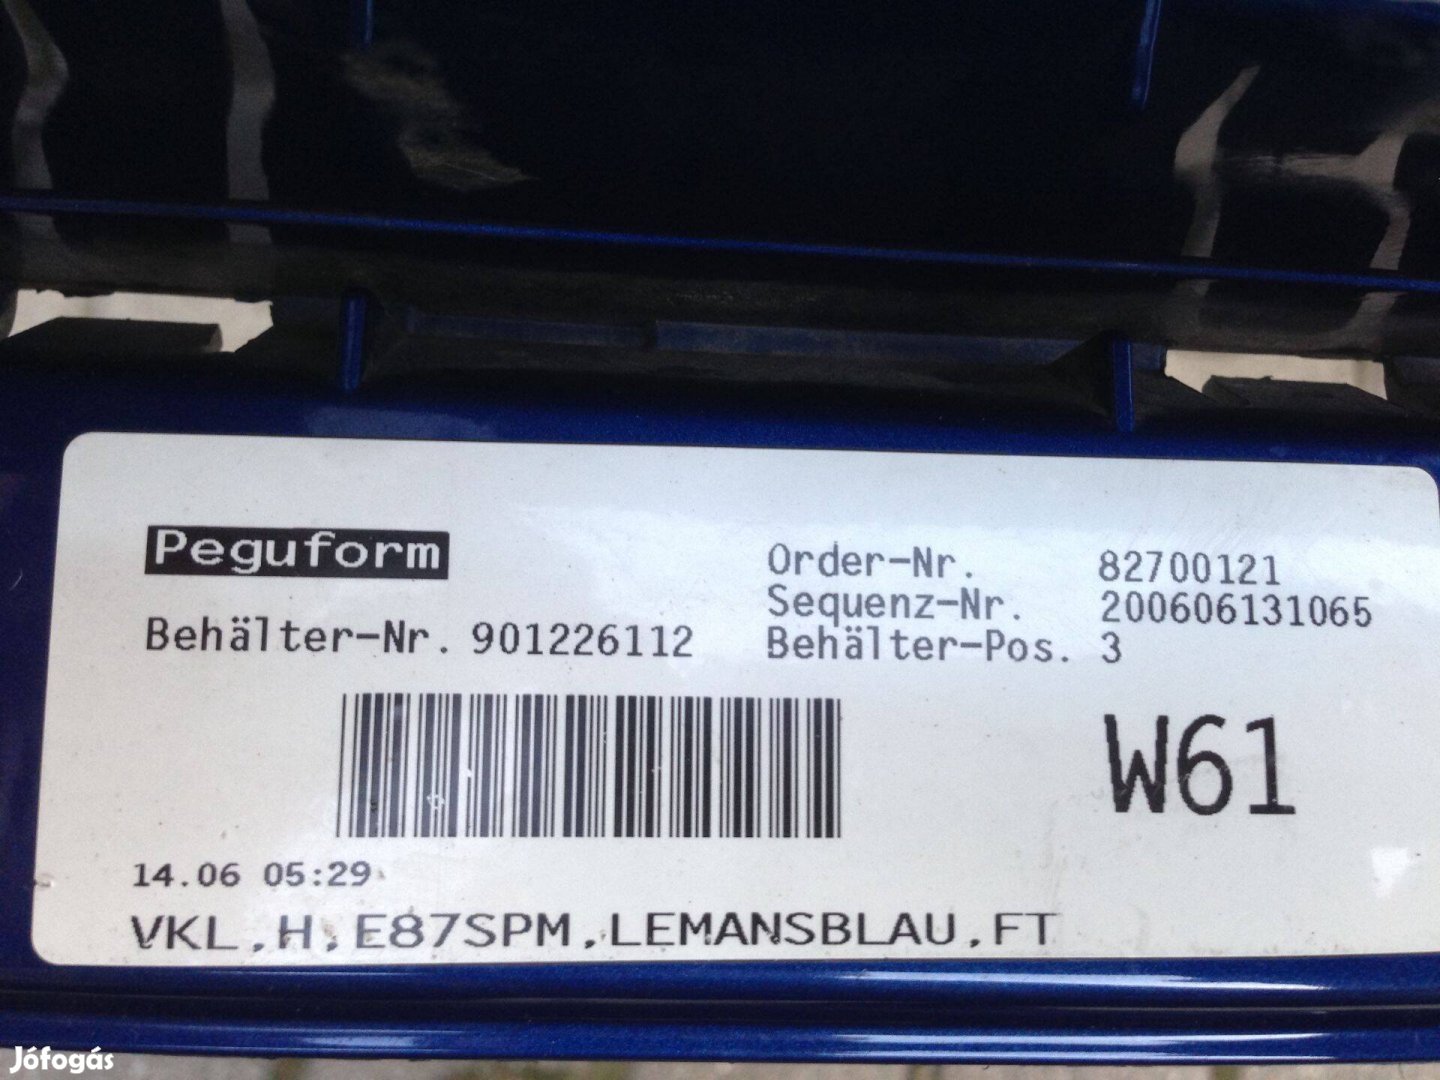 Peguform
Behälter-Nr. 901226112
Order-Nr. 82700121
Sequenz-Nr. 200606131065
Behälter-Pos. 3
W61
14.06 05:29
VKL,H,E87SPM,LEMANSBLAU,FT
Jófogás